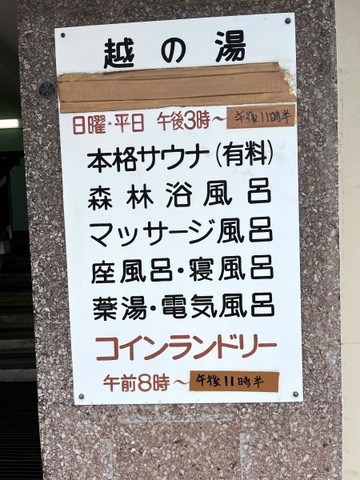 越の湯
日曜・平日 午後3時～午後11時半
本格サウナ(有料)
森林浴風呂
マッサージ風呂
座風呂・寝風呂
薬湯・電気風呂
コインランドリー
午前8時～午後11時半